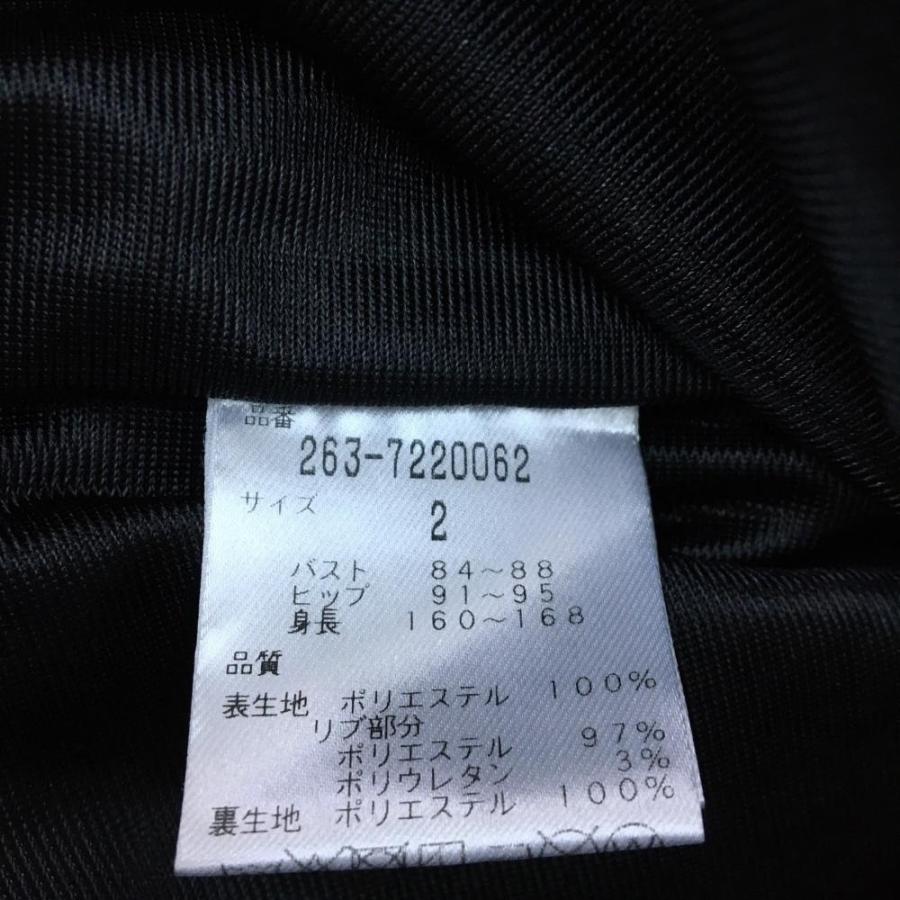 品番
263-7220062
サイズ 2
バスト 84～88
ヒップ 91～95
身長 160～168
品質
表生地 ポリエステル 100%
リブ部分
ポリエステル 97%
ポリウレタン 3%
裏生地 ポリエステル 100%